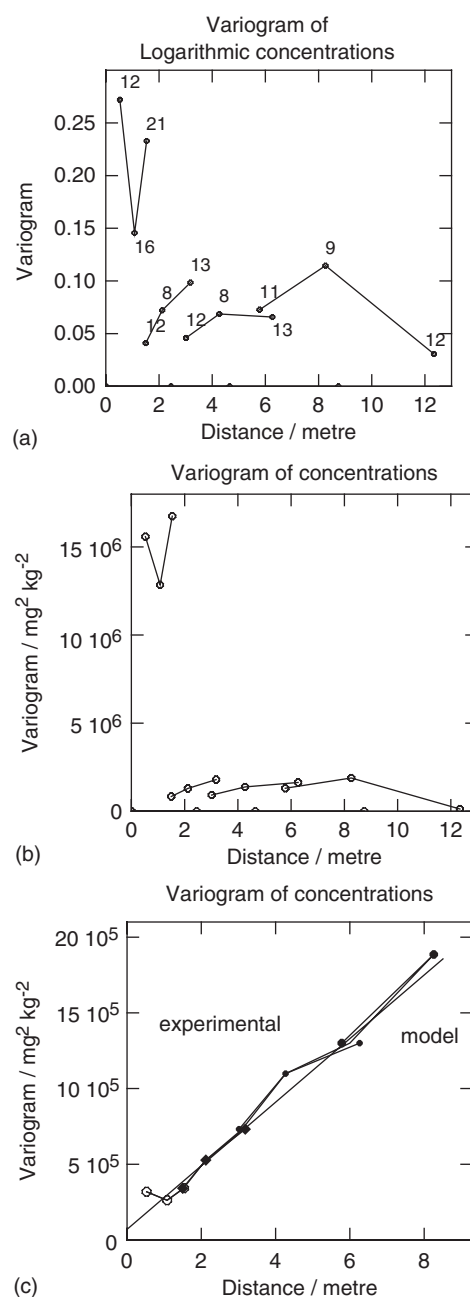 Variogram of
Logarithmic concentrations
12
21
16
13
8
12
12
8
13
11
9
12
0.25
0.20
0.15
0.10
0.05
0.00
Variogram
0 2 4 6 8 10 12
(a)
Distance / metre
Variogram of concentrations
15 10⁶
5 10⁶
0
Variogram / mg² kg⁻²
0 2 4 6 8 10 12
(b)
Distance / metre
Variogram of concentrations
20 10⁵
15 10⁵
10 10⁵
5 10⁵
0
Variogram / mg² kg⁻²
experimental
model
0 2 4 6 8
(c)
Distance / metre